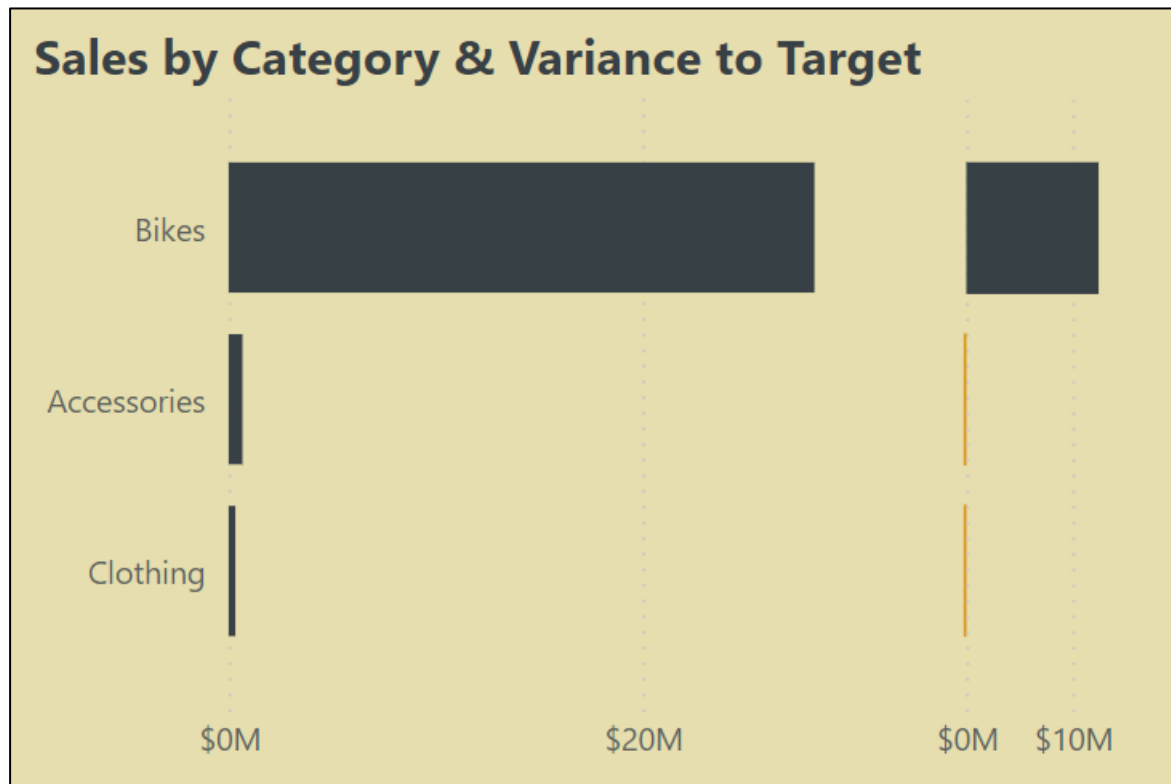 Sales by Category & Variance to Target
Bikes
Accessories
Clothing
$0M $20M $0M $10M